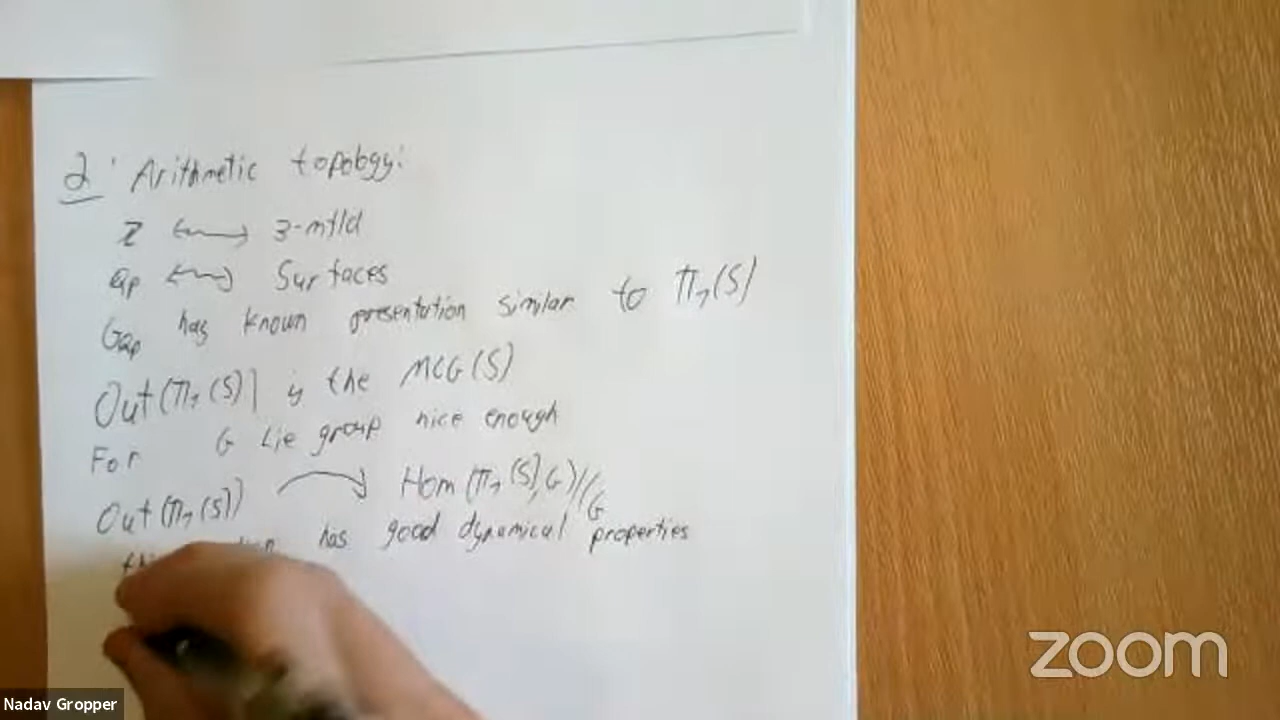 2 Arithmetic topology:
Z ⟷ 3-mfld
Qp ⟷ Surfaces
GQp has known presentation similar to π1(S)
Out(π1(S)) is the MCG(S)
For G Lie group nice enough
Out(π1(S)) ↷ Hom(π1(S),G)//G
has good dynamical properties
zoom
Nadav Gropper